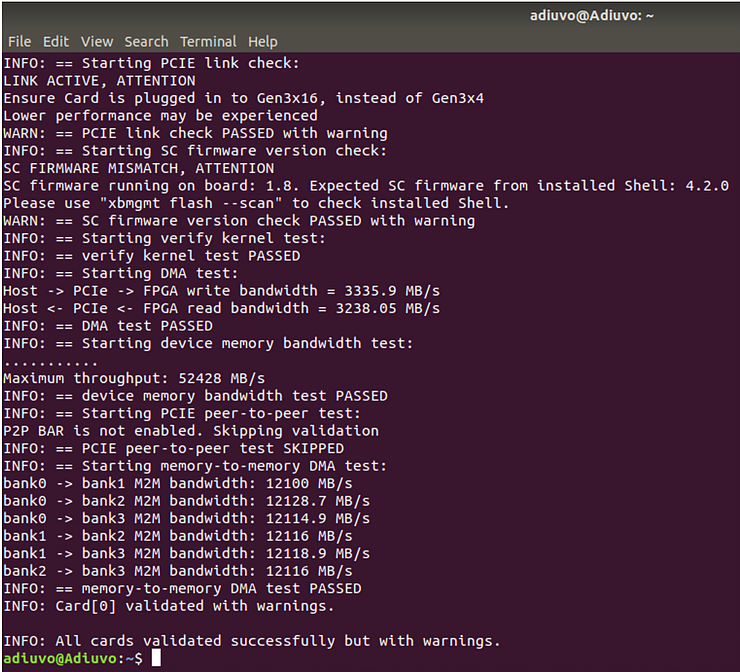 adiuvo@Adiuvo: ~
File Edit View Search Terminal Help
INFO: == Starting PCIE link check:
LINK ACTIVE, ATTENTION
Ensure Card is plugged in to Gen3x16, instead of Gen3x4
Lower performance may be experienced
WARN: == PCIE link check PASSED with warning
INFO: == Starting SC firmware version check:
SC FIRMWARE MISMATCH, ATTENTION
SC firmware running on board: 1.8. Expected SC firmware from installed Shell: 4.2.0
Please use "xbmgmt flash --scan" to check installed Shell.
WARN: == SC firmware version check PASSED with warning
INFO: == Starting verify kernel test:
INFO: == verify kernel test PASSED
INFO: == Starting DMA test:
Host -> PCIe -> FPGA write bandwidth = 3335.9 MB/s
Host <- PCIe <- FPGA read bandwidth = 3238.05 MB/s
INFO: == DMA test PASSED
INFO: == Starting device memory bandwidth test:
...........
Maximum throughput: 52428 MB/s
INFO: == device memory bandwidth test PASSED
INFO: == Starting PCIE peer-to-peer test:
P2P BAR is not enabled. Skipping validation
INFO: == PCIE peer-to-peer test SKIPPED
INFO: == Starting memory-to-memory DMA test:
bank0 -> bank1 M2M bandwidth: 12100 MB/s
bank0 -> bank2 M2M bandwidth: 12128.7 MB/s
bank0 -> bank3 M2M bandwidth: 12114.9 MB/s
bank1 -> bank2 M2M bandwidth: 12116 MB/s
bank1 -> bank3 M2M bandwidth: 12118.9 MB/s
bank2 -> bank3 M2M bandwidth: 12116 MB/s
INFO: == memory-to-memory DMA test PASSED
INFO: Card[0] validated with warnings.
INFO: All cards validated successfully but with warnings.
adiuvo@Adiuvo:~$